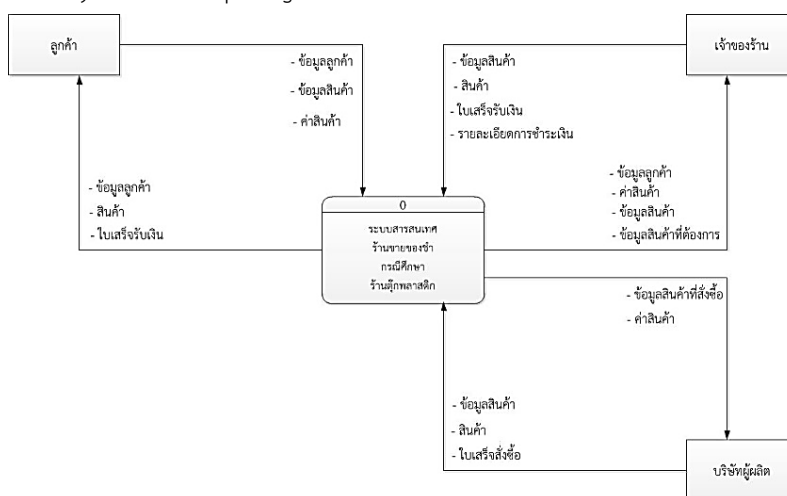 ลูกค้า
เจ้าของร้าน
- ข้อมูลลูกค้า
- ข้อมูลสินค้า
- ค่าสินค้า
- ข้อมูลสินค้า
- สินค้า
- ใบเสร็จรับเงิน
- รายละเอียดการชำระเงิน
- ข้อมูลลูกค้า
- สินค้า
- ใบเสร็จรับเงิน
- ข้อมูลลูกค้า
- ค่าสินค้า
- ข้อมูลสินค้า
- ข้อมูลสินค้าที่ต้องการ
0
ระบบสารสนเทศ
ร้านขายของชำ
กรณีศึกษา
ร้านตุ๊กพลาสติก
- ข้อมูลสินค้าที่สั่งซื้อ
- ค่าสินค้า
- ข้อมูลสินค้า
- สินค้า
- ใบเสร็จสั่งซื้อ
บริษัทผู้ผลิต